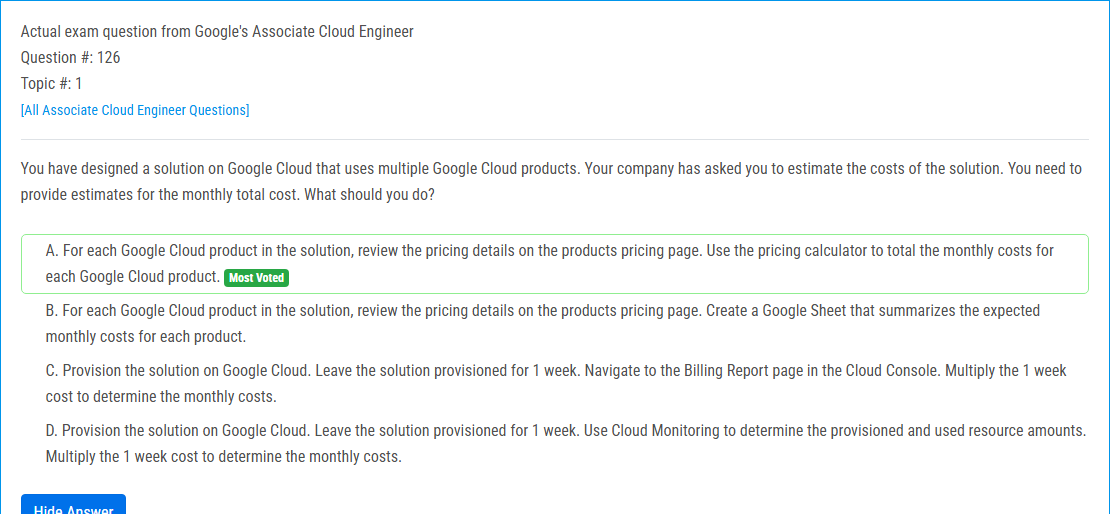 Actual exam question from Google's Associate Cloud Engineer
Question #: 126
Topic #: 1
[All Associate Cloud Engineer Questions]
You have designed a solution on Google Cloud that uses multiple Google Cloud products. Your company has asked you to estimate the costs of the solution. You need to
provide estimates for the monthly total cost. What should you do?
A. For each Google Cloud product in the solution, review the pricing details on the products pricing page. Use the pricing calculator to total the monthly costs for
each Google Cloud product. Most Voted
B. For each Google Cloud product in the solution, review the pricing details on the products pricing page. Create a Google Sheet that summarizes the expected
monthly costs for each product.
C. Provision the solution on Google Cloud. Leave the solution provisioned for 1 week. Navigate to the Billing Report page in the Cloud Console. Multiply the 1 week
cost to determine the monthly costs.
D. Provision the solution on Google Cloud. Leave the solution provisioned for 1 week. Use Cloud Monitoring to determine the provisioned and used resource amounts.
Multiply the 1 week cost to determine the monthly costs.
Hide Answer